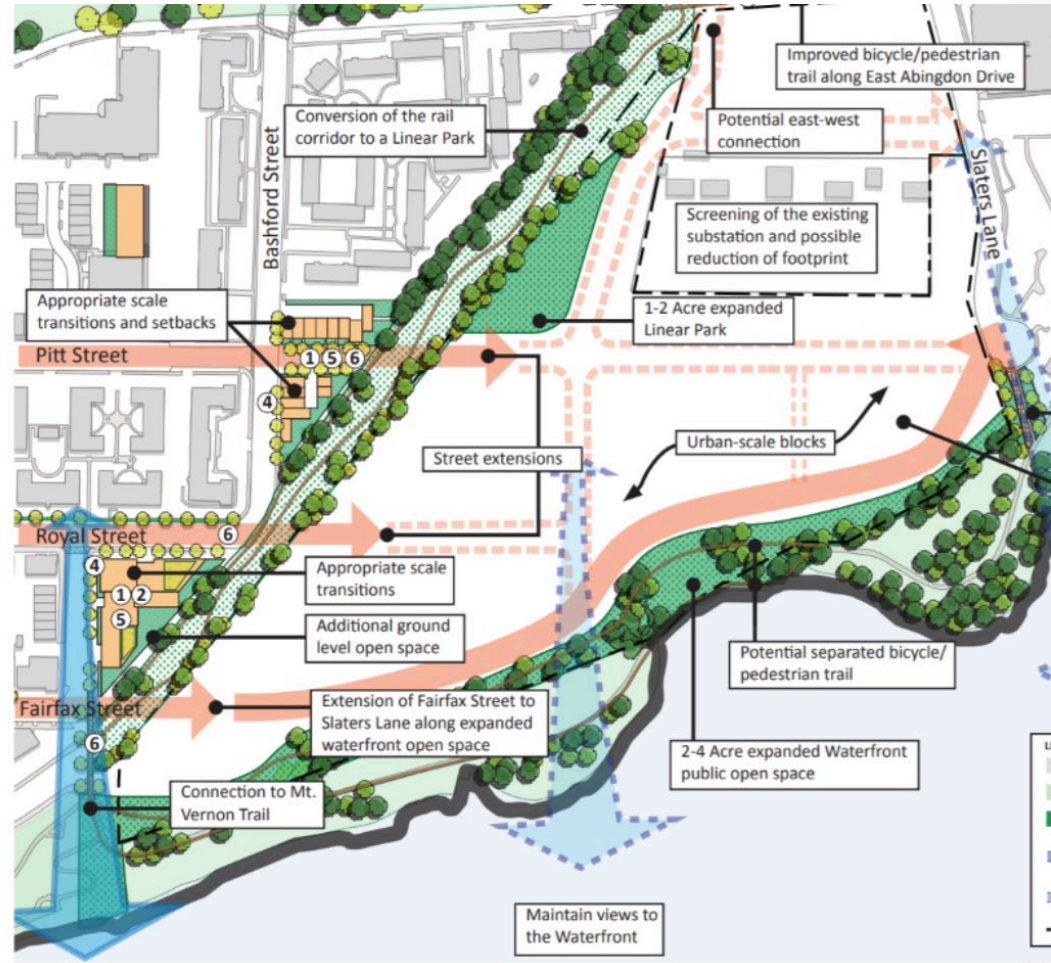 Improved bicycle/pedestrian
trail along East Abingdon Drive
Conversion of the rail
corridor to a Linear Park
Potential east-west
connection
Bashford Street
Slaters Lane
Screening of the existing
substation and possible
reduction of footprint
Appropriate scale
transitions and setbacks
1-2 Acre expanded
Linear Park
Pitt Street
1 5 6
4
Urban-scale blocks
Street extensions
Royal Street
6
4
Appropriate scale
transitions
1 2
5
Additional ground
level open space
Potential separated bicycle/
pedestrian trail
Fairfax Street
Extension of Fairfax Street to
Slaters Lane along expanded
waterfront open space
6
2-4 Acre expanded Waterfront
public open space
Connection to Mt.
Vernon Trail
Maintain views to
the Waterfront